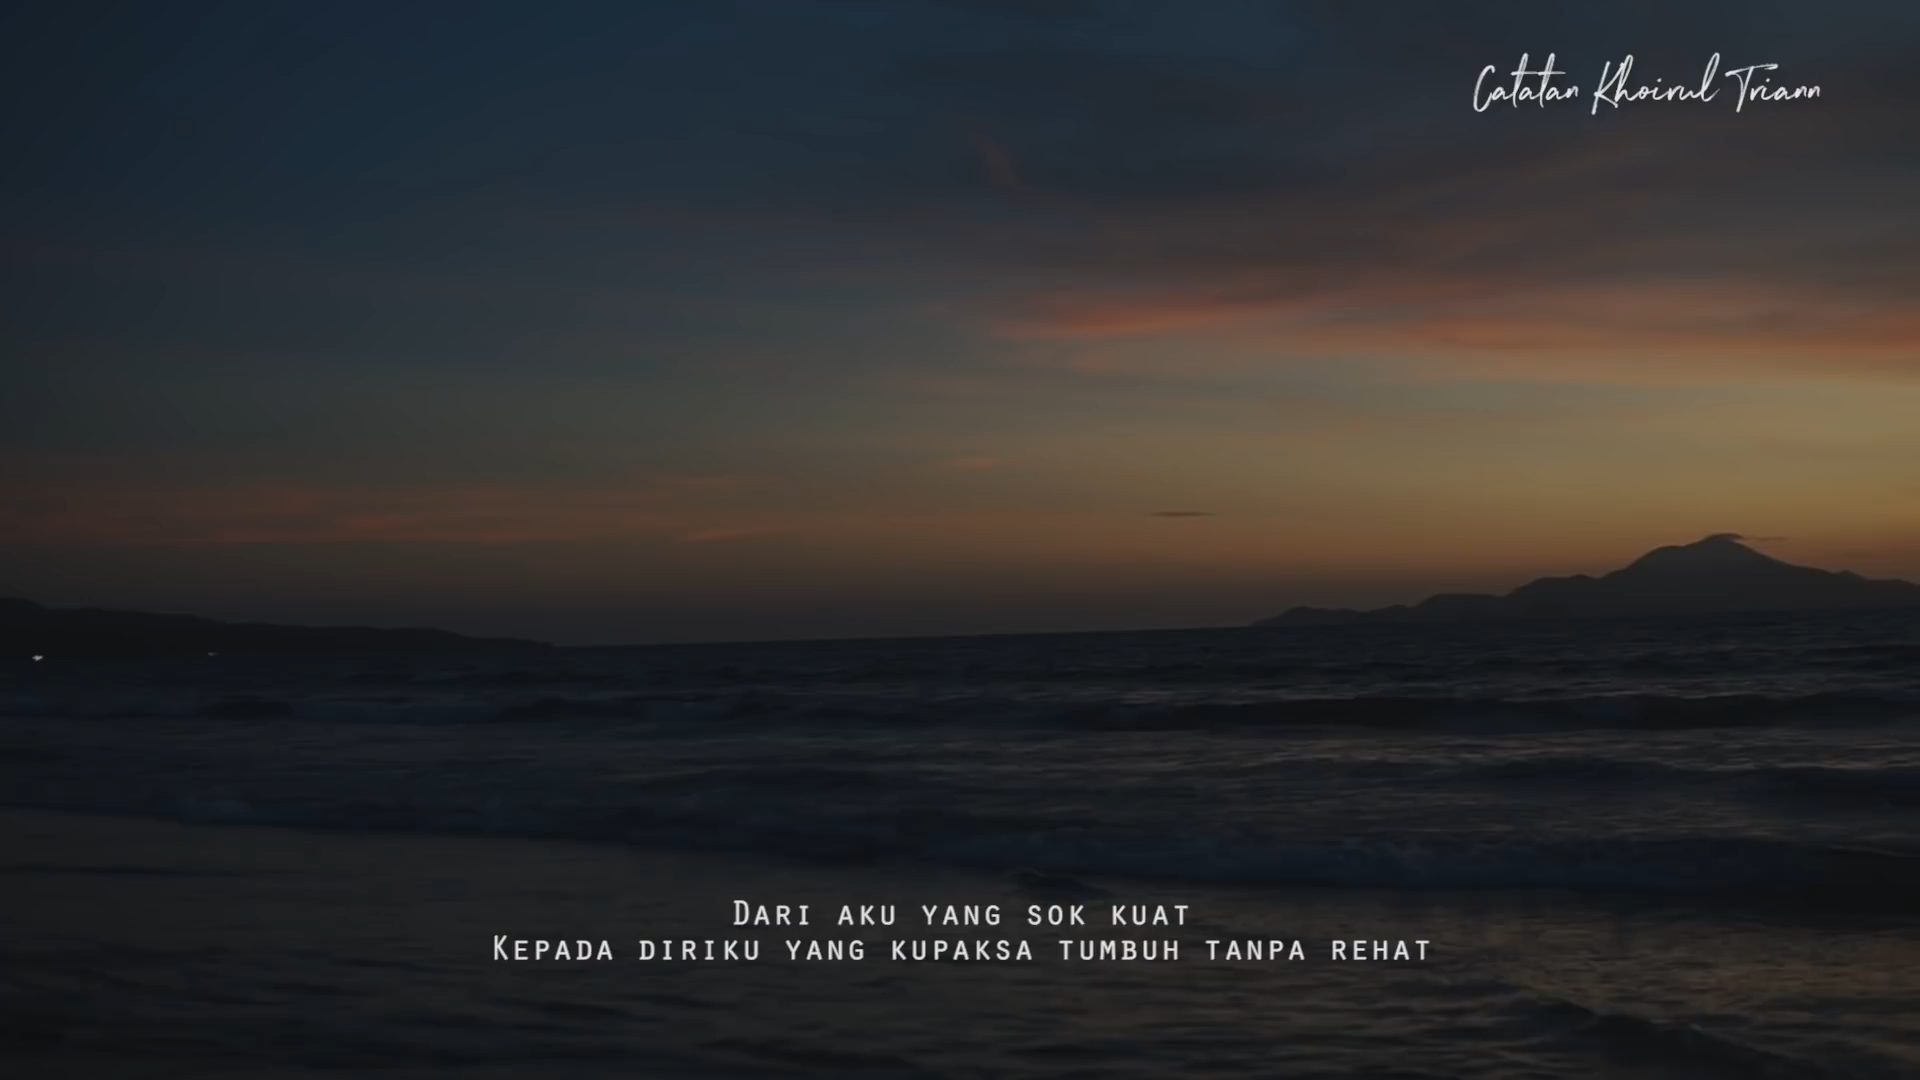 Catatan Khoirul Triann
Dari aku yang sok kuat
Kepada diriku yang kupaksa tumbuh tanpa rehat